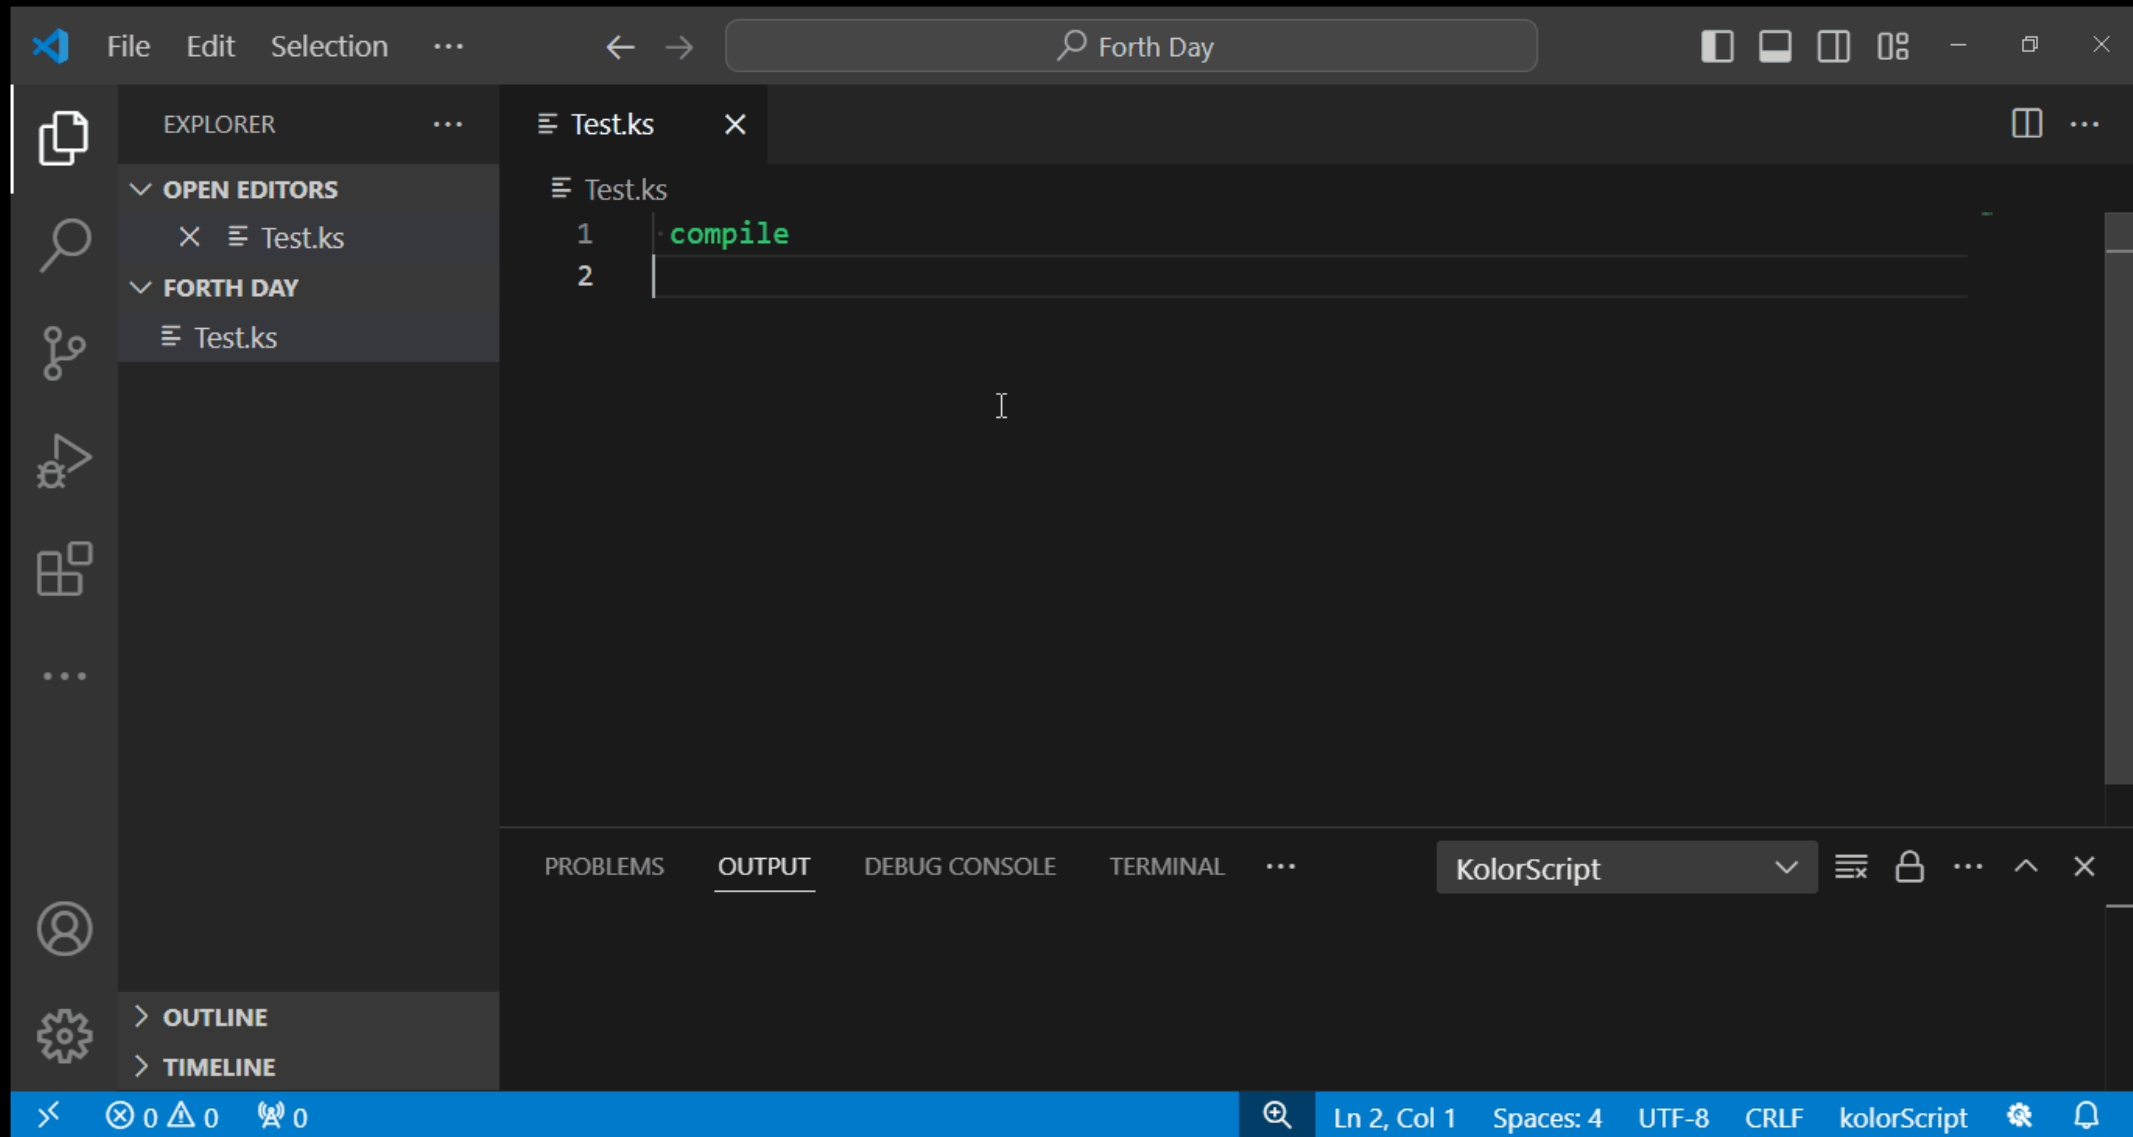 File Edit Selection ··· Forth Day
EXPLORER ···
OPEN EDITORS
Test.ks
FORTH DAY
Test.ks
OUTLINE
TIMELINE
Test.ks
Test.ks
1 compile
2
PROBLEMS OUTPUT DEBUG CONSOLE TERMINAL ··· KolorScript
0 0 0 Ln 2, Col 1 Spaces: 4 UTF-8 CRLF kolorScript